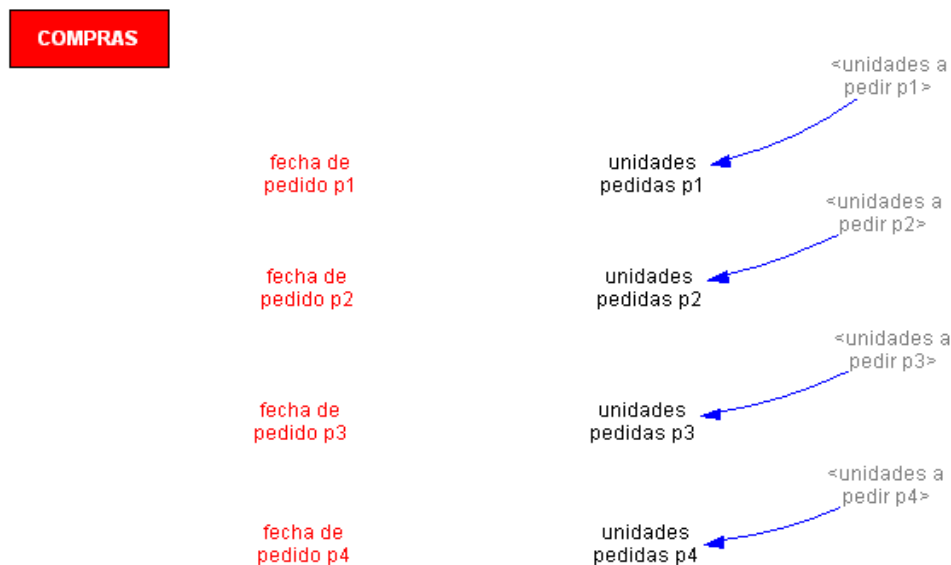 COMPRAS
<unidades a
pedir p1>
fecha de
pedido p1
unidades
pedidas p1
<unidades a
pedir p2>
fecha de
pedido p2
unidades
pedidas p2
<unidades a
pedir p3>
fecha de
pedido p3
unidades
pedidas p3
<unidades a
pedir p4>
fecha de
pedido p4
unidades
pedidas p4